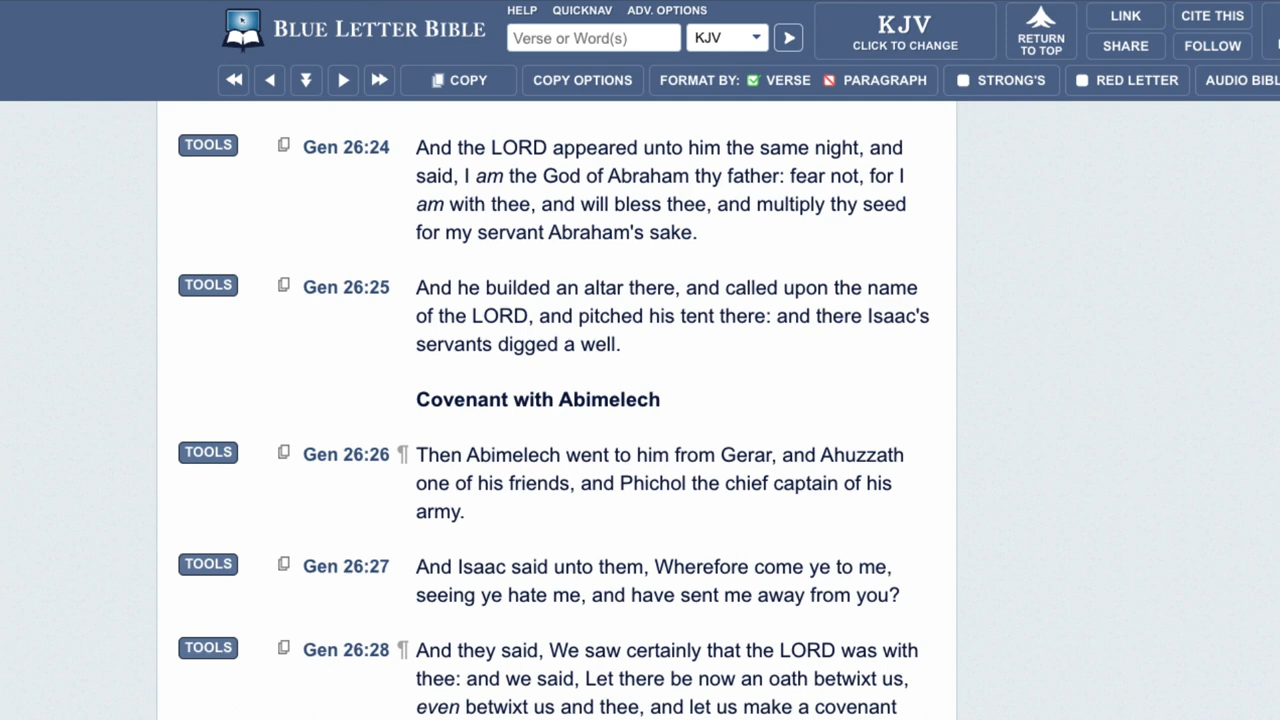 HELP QUICKNAV ADV. OPTIONS
BLUE LETTER BIBLE
Verse or Word(s) KJV
KJV
CLICK TO CHANGE
RETURN
TO TOP
LINK CITE THIS
SHARE FOLLOW
COPY COPY OPTIONS FORMAT BY: VERSE PARAGRAPH STRONG'S RED LETTER AUDIO BIBL
TOOLS Gen 26:24 And the LORD appeared unto him the same night, and
said, I am the God of Abraham thy father: fear not, for I
am with thee, and will bless thee, and multiply thy seed
for my servant Abraham's sake.
TOOLS Gen 26:25 And he builded an altar there, and called upon the name
of the LORD, and pitched his tent there: and there Isaac's
servants digged a well.
Covenant with Abimelech
TOOLS Gen 26:26 ¶ Then Abimelech went to him from Gerar, and Ahuzzath
one of his friends, and Phichol the chief captain of his
army.
TOOLS Gen 26:27 And Isaac said unto them, Wherefore come ye to me,
seeing ye hate me, and have sent me away from you?
TOOLS Gen 26:28 ¶ And they said, We saw certainly that the LORD was with
thee: and we said, Let there be now an oath betwixt us,
even betwixt us and thee, and let us make a covenant